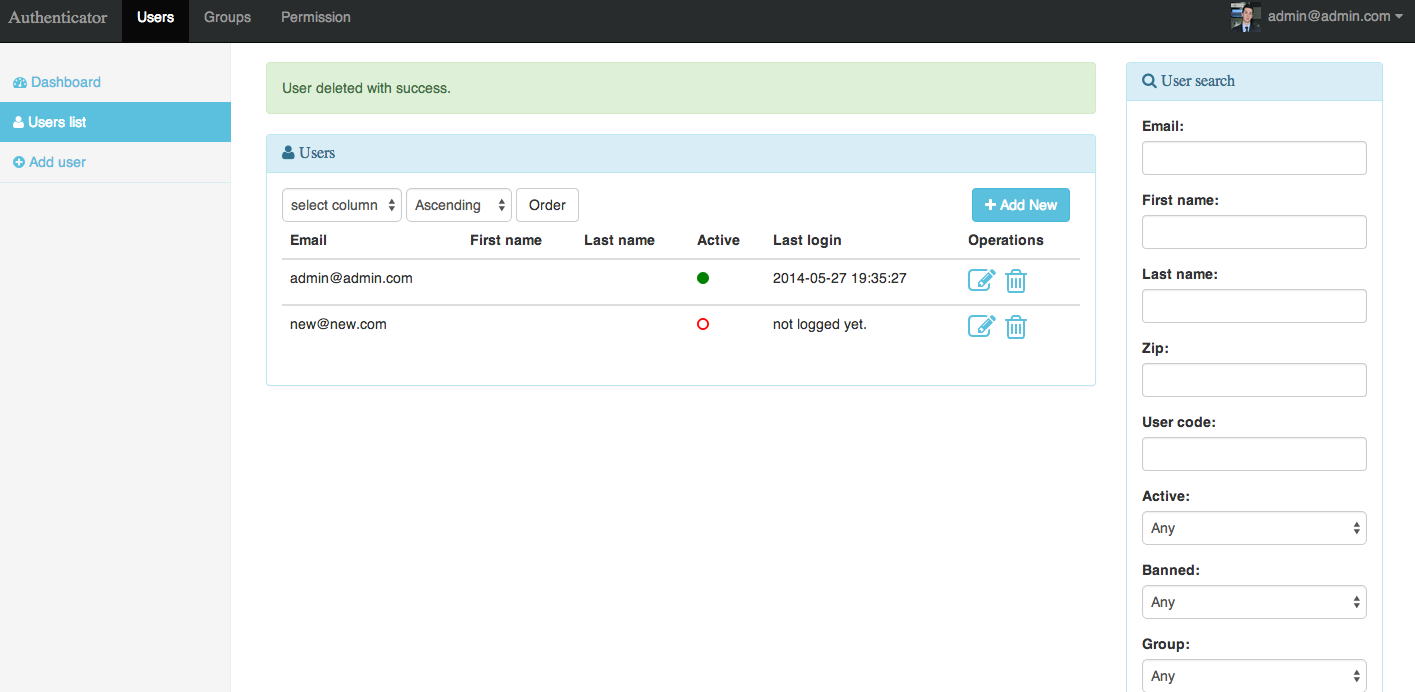 Authenticator Users Groups Permission admin@admin.com
Dashboard
Users list
Add user
User deleted with success.
Users
select column Ascending Order Add New
Email First name Last name Active Last login Operations
admin@admin.com 2014-05-27 19:35:27
new@new.com not logged yet.
User search
Email:
First name:
Last name:
Zip:
User code:
Active:
Any
Banned:
Any
Group:
Any